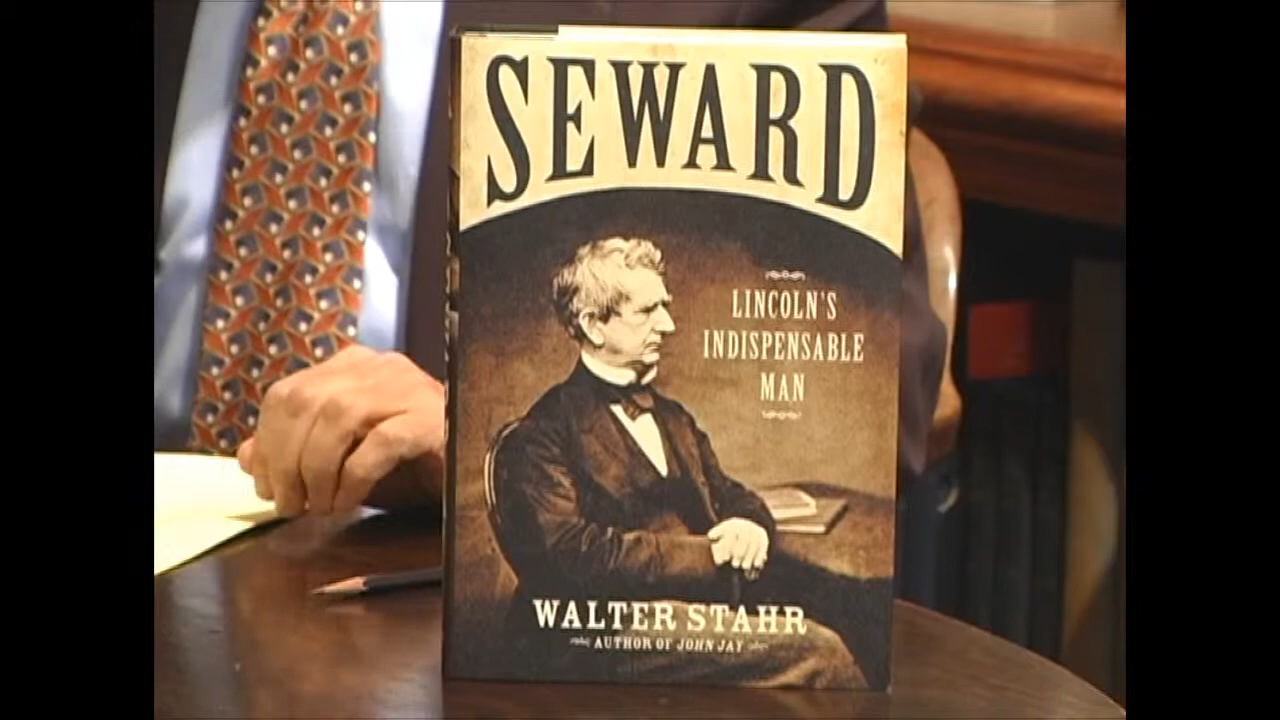 SEWARD
LINCOLN'S
INDISPENSABLE
MAN
WALTER STAHR
AUTHOR OF JOHN JAY